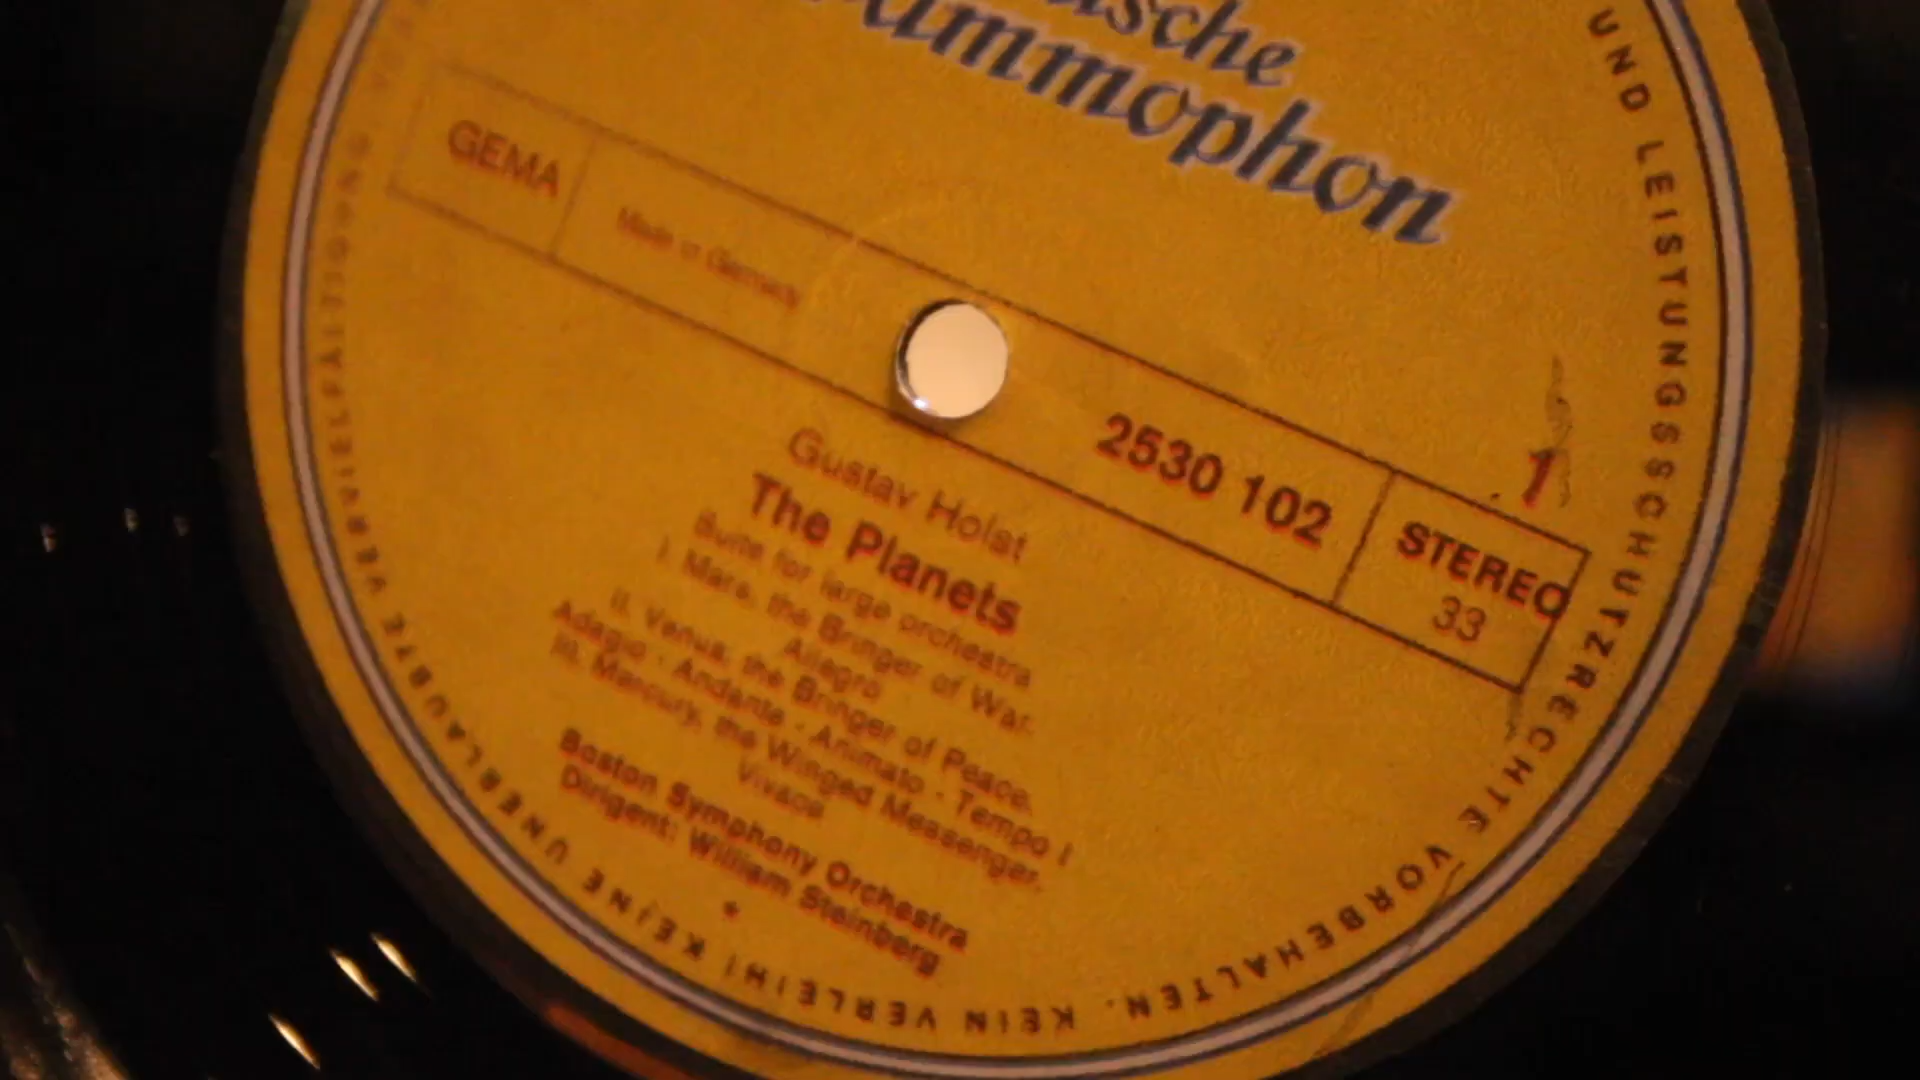 mmophon
GEMA
Made in Germany
2530 102
1
STEREO
33
Gustav Holst
The Planets
Suite for large orchestra
I. Mars, the Bringer of War.
Allegro
II. Venus, the Bringer of Peace.
Adagio · Andante · Animato · Tempo I
III. Mercury, the Winged Messenger.
Vivace
Boston Symphony Orchestra
Dirigent: William Steinberg
*
UND LEISTUNGSSCHUTZRECHTE VORBEHALTEN. KEIN VERLEIH! KEINE UNERLAUBTE VERVIELFÄLTIGUNG